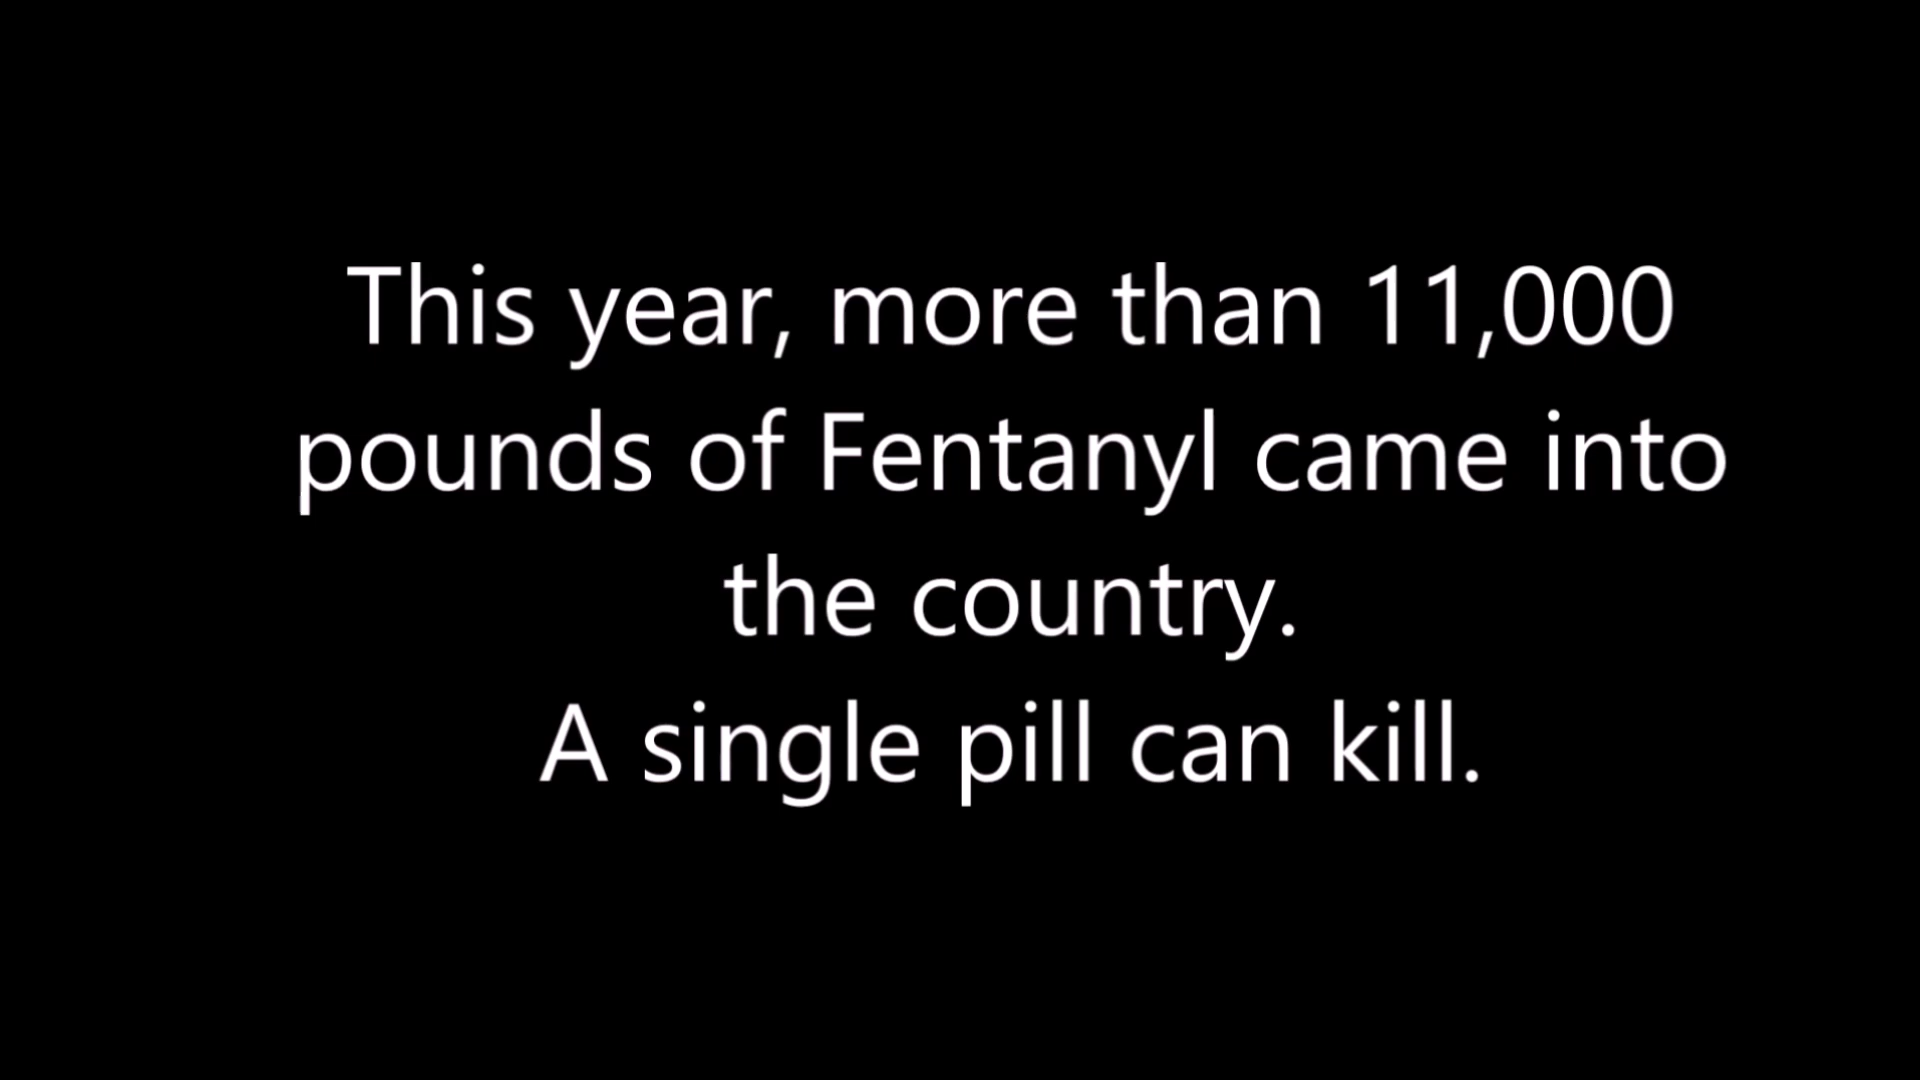 This year, more than 11,000
pounds of Fentanyl came into
the country.
A single pill can kill.